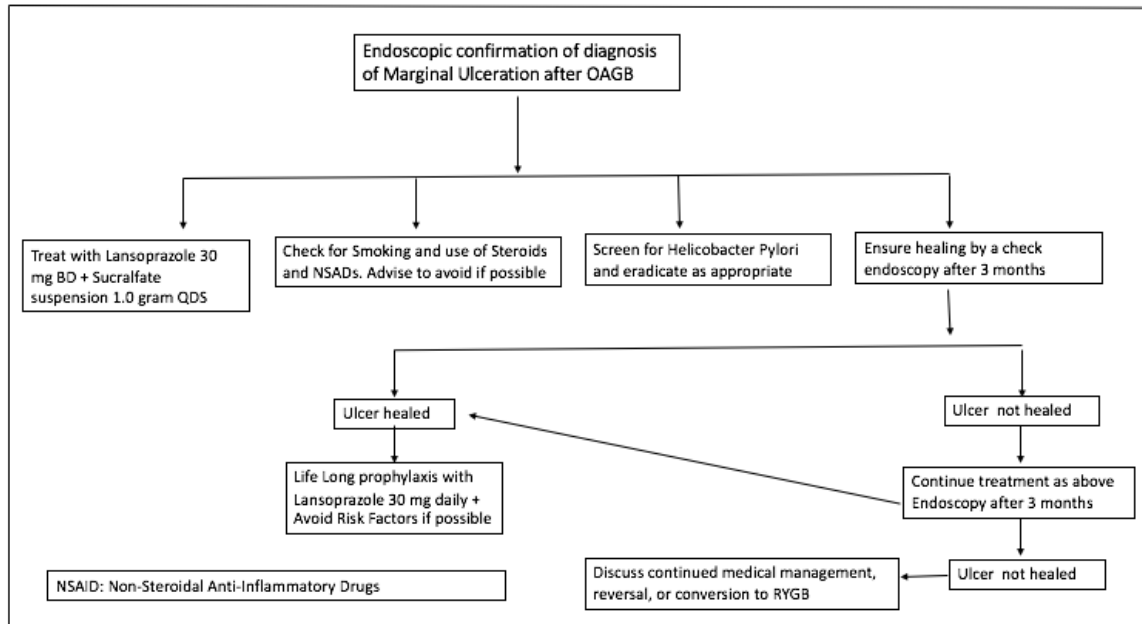 Endoscopic confirmation of diagnosis
of Marginal Ulceration after OAGB
Treat with Lansoprazole 30
mg BD + Sucralfate
suspension 1.0 gram QDS
Check for Smoking and use of Steroids
and NSADs. Advise to avoid if possible
Screen for Helicobacter Pylori
and eradicate as appropriate
Ensure healing by a check
endoscopy after 3 months
Ulcer healed
Ulcer not healed
Life Long prophylaxis with
Lansoprazole 30 mg daily +
Avoid Risk Factors if possible
Continue treatment as above
Endoscopy after 3 months
Ulcer not healed
Discuss continued medical management,
reversal, or conversion to RYGB
NSAID: Non-Steroidal Anti-Inflammatory Drugs